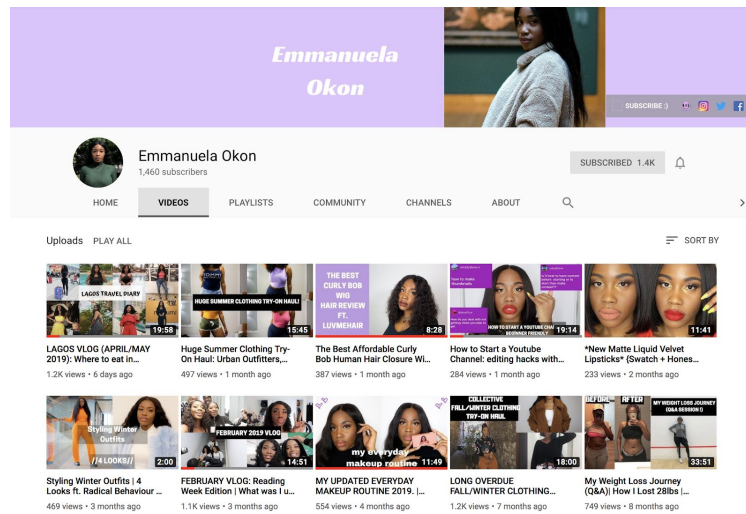 Emmanuela
Okon
SUBSCRIBE :)
Emmanuela Okon
1,460 subscribers
SUBSCRIBED 1.4K
HOME VIDEOS PLAYLISTS COMMUNITY CHANNELS ABOUT
Uploads PLAY ALL SORT BY
LAGOS TRAVEL DIARY
19:58
HUGE SUMMER CLOTHING TRY-ON HAUL!
15:45
THE BEST
CURLY BOB
WIG
HAIR REVIEW
FT.
LUVMEHAIR
8:28
how to make
thumbnails
HOW TO START A YOUTUBE CHA
BEGINNER FRIENDLY
19:14
11:41
LAGOS VLOG (APRIL/MAY
2019): Where to eat in...
1.2K views • 6 days ago
Huge Summer Clothing Try-
On Haul: Urban Outfitters,...
497 views • 1 month ago
The Best Affordable Curly
Bob Human Hair Closure Wi...
387 views • 1 month ago
How to Start a Youtube
Channel: editing hacks with...
284 views • 1 month ago
*New Matte Liquid Velvet
Lipsticks* {Swatch + Hones...
233 views • 2 months ago
Styling Winter
Outfits
//4 LOOKS//
2:00
FEBRUARY 2019 VLOG
14:51
my everyday
makeup routine
11:49
COLLECTIVE
FALL/WINTER CLOTHING
TRY-ON HAUL
18:00
BEFORE AFTER
MY WEIGHT LOSS JOURNEY
(Q&A SESSION!)
33:51
Styling Winter Outfits | 4
Looks ft. Radical Behaviour ...
469 views • 3 months ago
FEBRUARY VLOG: Reading
Week Edition | What was I u...
1.1K views • 3 months ago
MY UPDATED EVERYDAY
MAKEUP ROUTINE 2019. |...
554 views • 4 months ago
LONG OVERDUE
FALL/WINTER CLOTHING...
1.2K views • 7 months ago
My Weight Loss Journey
(Q&A)| How I Lost 28lbs |...
749 views • 8 months ago